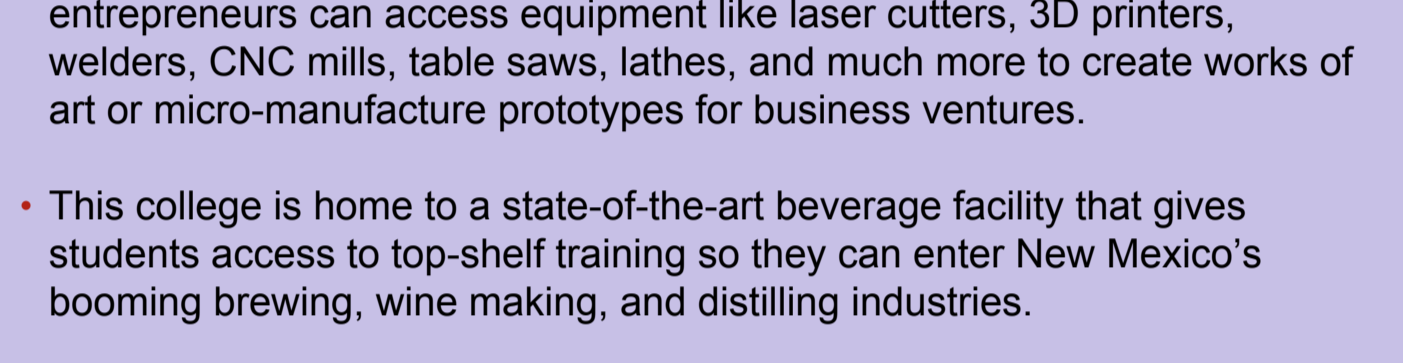 entrepreneurs can access equipment like laser cutters, 3D printers,
welders, CNC mills, table saws, lathes, and much more to create works of
art or micro-manufacture prototypes for business ventures.
• This college is home to a state-of-the-art beverage facility that gives
students access to top-shelf training so they can enter New Mexico’s
booming brewing, wine making, and distilling industries.